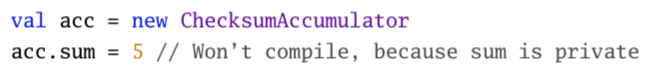 val acc = new ChecksumAccumulator
acc.sum = 5 // Won’t compile, because sum is private